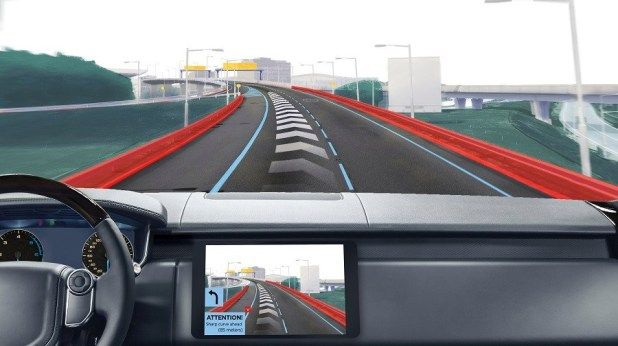 ATTENTION!
Sharp curve ahead
(85 meters)